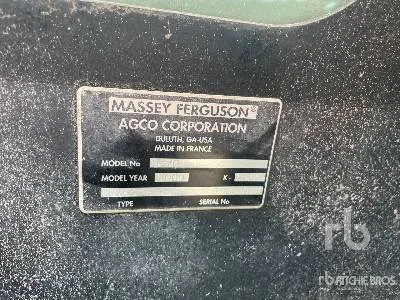 MASSEY FERGUSON®
AGCO CORPORATION
DULUTH, GA-USA
MADE IN FRANCE
MODEL No
MODEL YEAR K-
TYPE SERIAL No
rb
RITCHIE BROS.